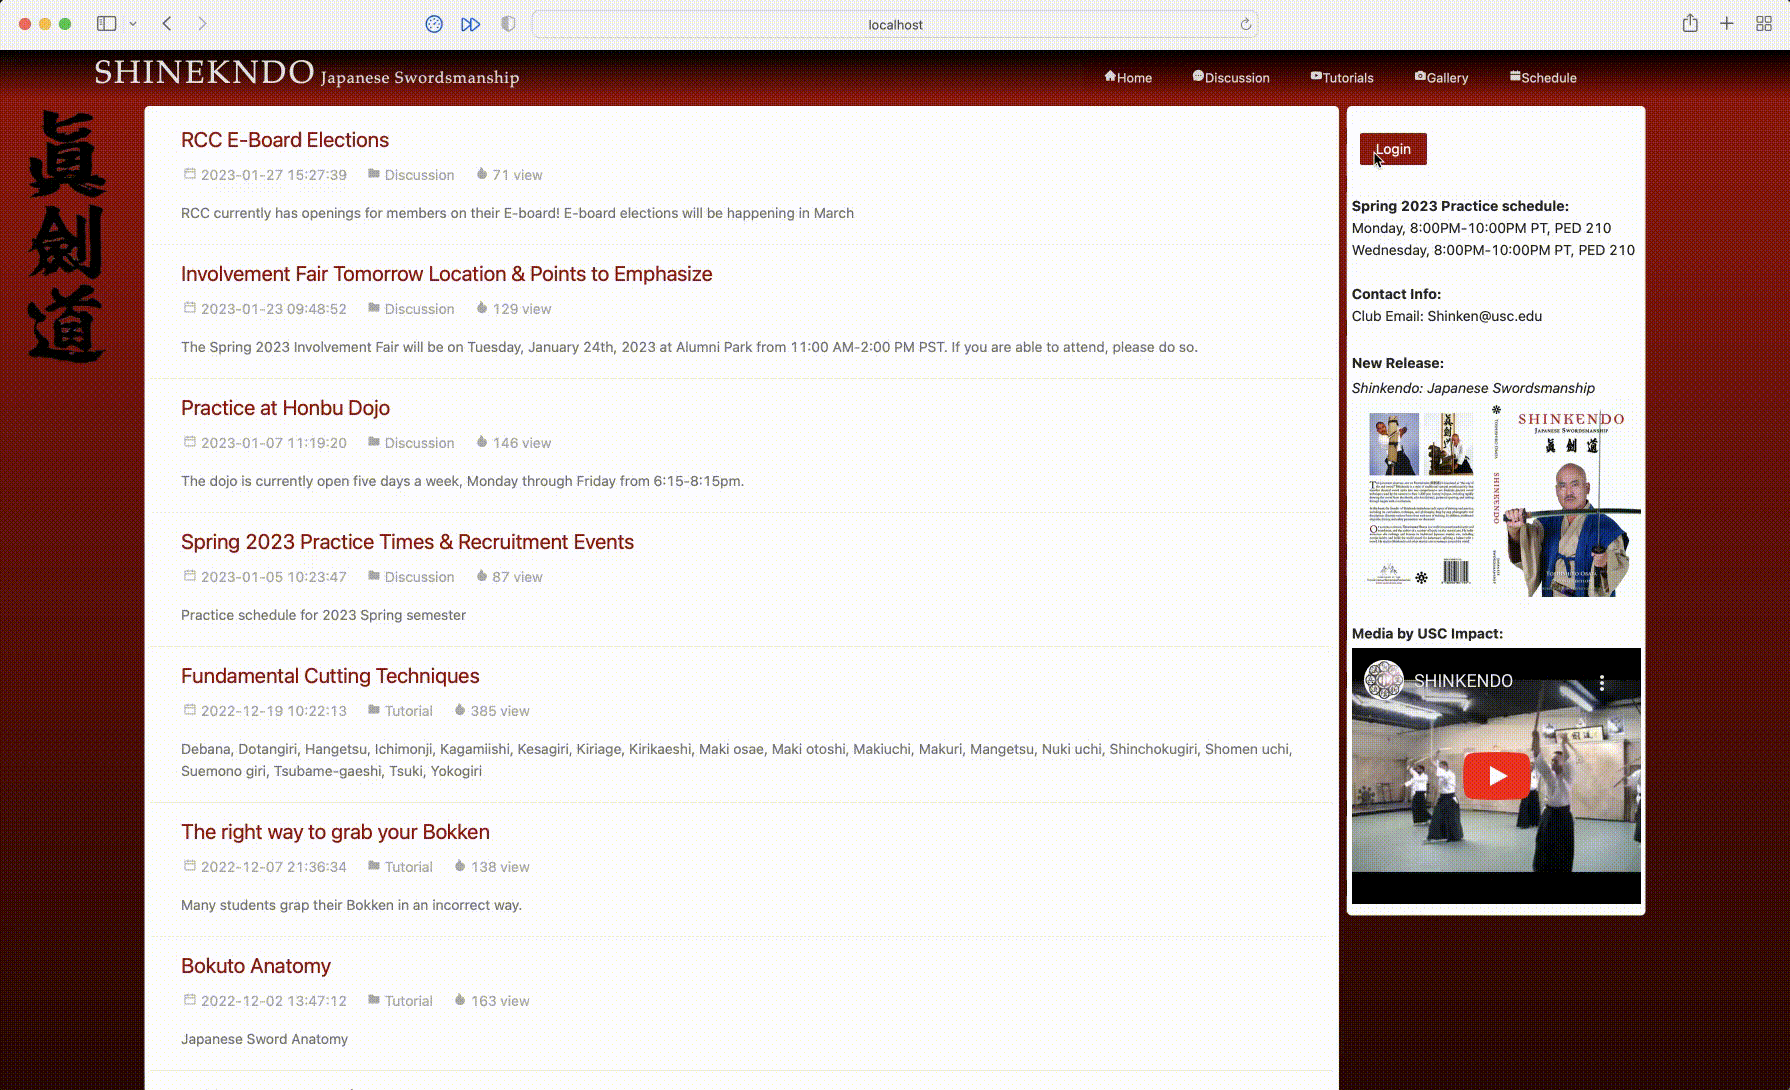 localhost
SHINEKNDO Japanese Swordsmanship
Home Discussion Tutorials Gallery Schedule
眞
劍
道
RCC E-Board Elections
2023-01-27 15:27:39 Discussion 71 view
RCC currently has openings for members on their E-board! E-board elections will be happening in March
Involvement Fair Tomorrow Location & Points to Emphasize
2023-01-23 09:48:52 Discussion 129 view
The Spring 2023 Involvement Fair will be on Tuesday, January 24th, 2023 at Alumni Park from 11:00 AM-2:00 PM PST. If you are able to attend, please do so.
Practice at Honbu Dojo
2023-01-07 11:19:20 Discussion 146 view
The dojo is currently open five days a week, Monday through Friday from 6:15-8:15pm.
Spring 2023 Practice Times & Recruitment Events
2023-01-05 10:23:47 Discussion 87 view
Practice schedule for 2023 Spring semester
Fundamental Cutting Techniques
2022-12-19 10:22:13 Tutorial 385 view
Debana, Dotangiri, Hangetsu, Ichimonji, Kagamiishi, Kesagiri, Kiriage, Kirikaeshi, Maki osae, Maki otoshi, Makiuchi, Makuri, Mangetsu, Nuki uchi, Shinchokugiri, Shomen uchi,
Suemono giri, Tsubame-gaeshi, Tsuki, Yokogiri
The right way to grab your Bokken
2022-12-07 21:36:34 Tutorial 138 view
Many students grap their Bokken in an incorrect way.
Bokuto Anatomy
2022-12-02 13:47:12 Tutorial 163 view
Japanese Sword Anatomy
Login
Spring 2023 Practice schedule:
Monday, 8:00PM-10:00PM PT, PED 210
Wednesday, 8:00PM-10:00PM PT, PED 210
Contact Info:
Club Email: Shinken@usc.edu
New Release:
Shinkendo: Japanese Swordsmanship
SHINKENDO
Japanese Swordsmanship
眞 劍 道
SHINKENDO
Media by USC Impact:
SHINKENDO